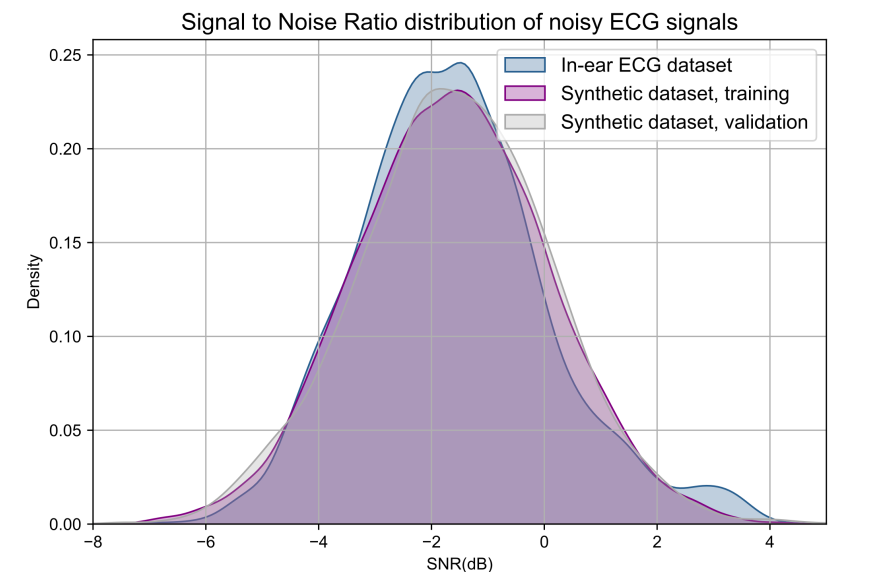 Signal to Noise Ratio distribution of noisy ECG signals
In-ear ECG dataset
Synthetic dataset, training
Synthetic dataset, validation
0.25
0.20
0.15
0.10
0.05
0.00
Density
−8 −6 −4 −2 0 2 4
SNR(dB)